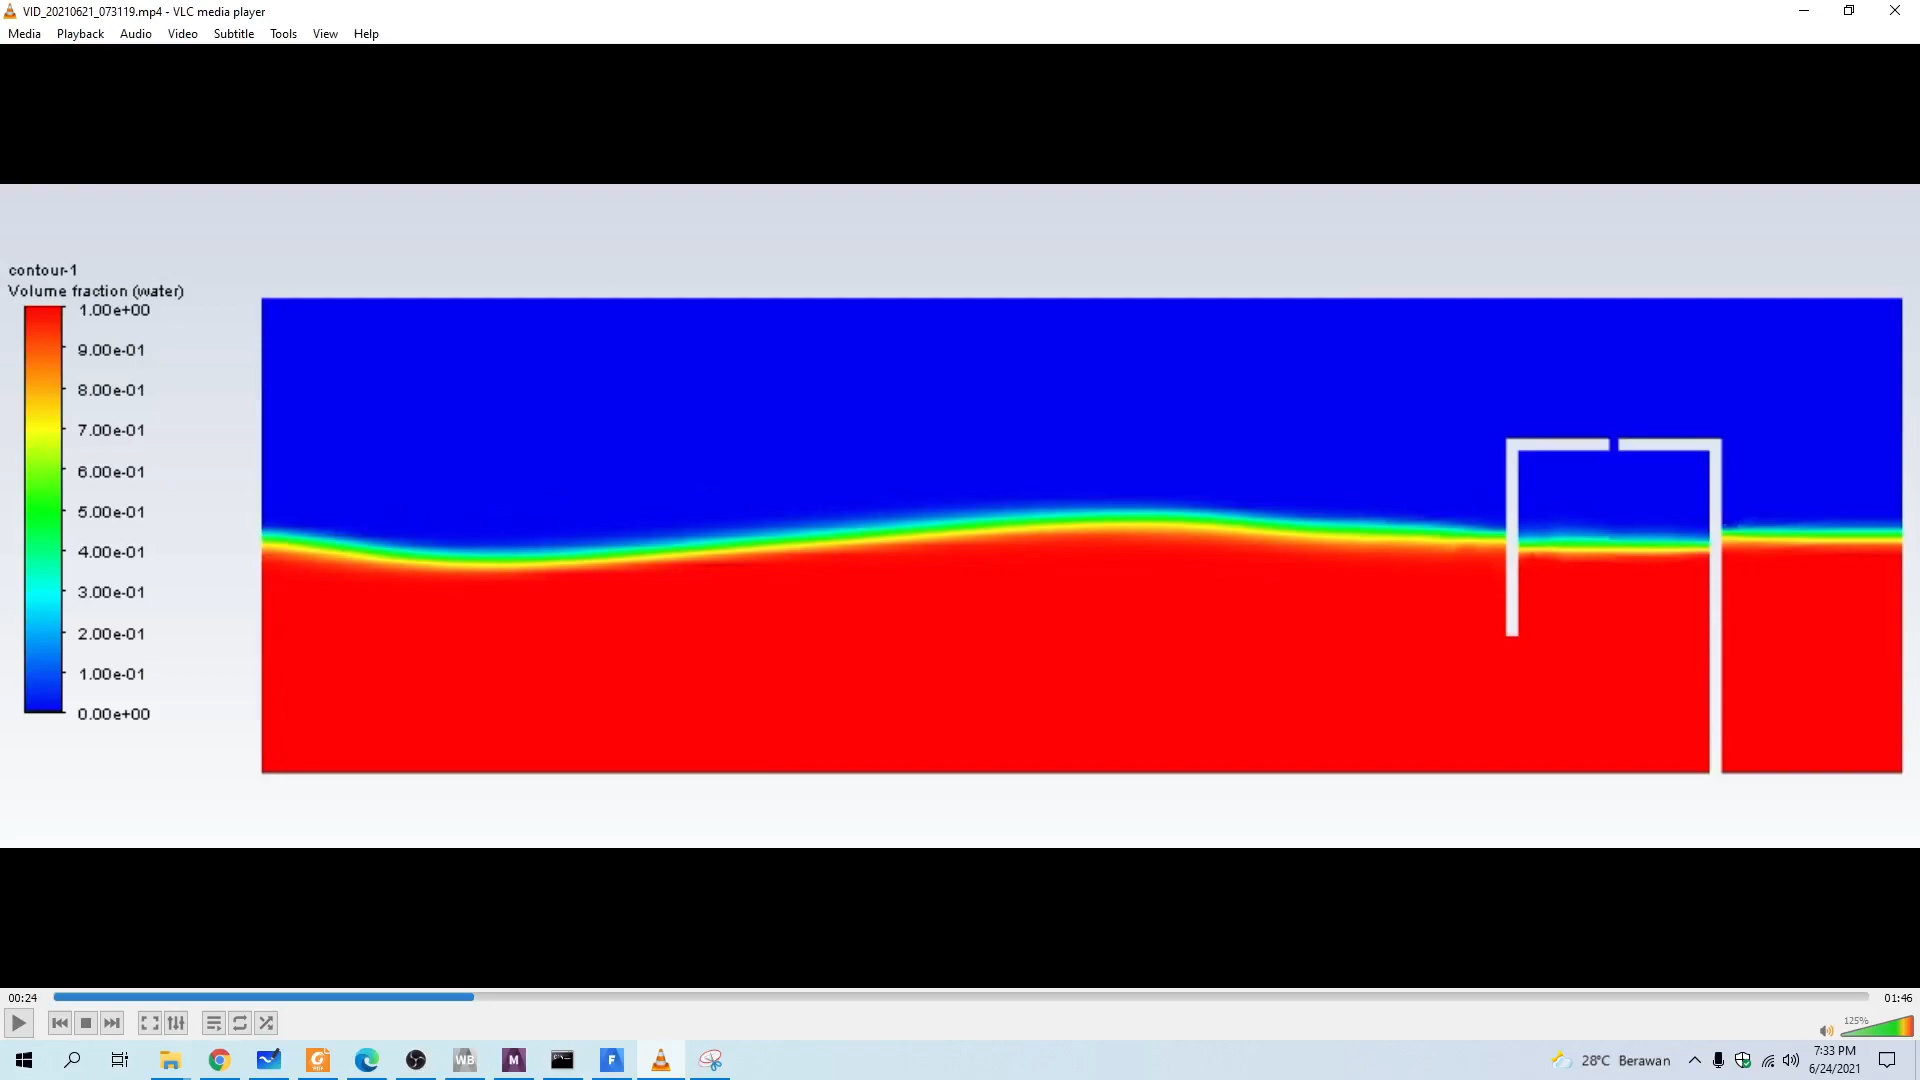 VID_20210621_073119.mp4 - VLC media player
Media Playback Audio Video Subtitle Tools View Help
contour-1
Volume fraction (water)
1.00e+00
9.00e-01
8.00e-01
7.00e-01
6.00e-01
5.00e-01
4.00e-01
3.00e-01
2.00e-01
1.00e-01
0.00e+00
00:24
01:46
125%
WB
M
F
28°C Berawan
7:33 PM
6/24/2021